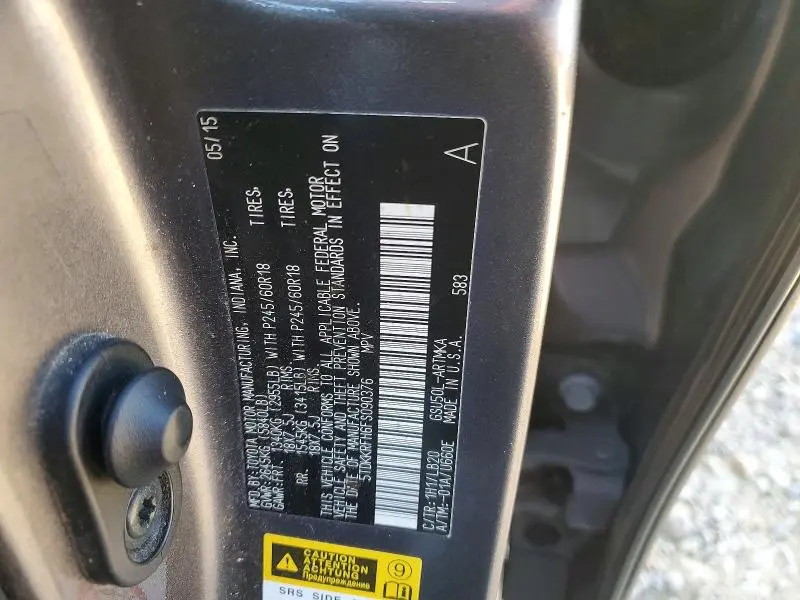 MFD.BY:TOYOTA MOTOR MANUFACTURING, INDIANA, INC. 05/15
GVWR: 2645KG (5840LB)
GAWR:FRT. 1340KG (2955LB) WITH P245/60R18 TIRES,
18X7.5J RIMS,
RR. 1545KG (3415LB) WITH P245/60R18 TIRES,
18X7.5J RIMS,
THIS VEHICLE CONFORMS TO ALL APPLICABLE FEDERAL MOTOR
VEHICLE SAFETY AND THEFT PREVENTION STANDARDS IN EFFECT ON
THE DATE OF MANUFACTURE SHOWN ABOVE.
5TDKKRFH6FS090376 MPV
C/TR:1H1/LB20 GSU50L-ARTMKA 583 A
A/TM:-01A/U660E MADE IN U.S.A.
CAUTION
ATTENTION
ACHTUNG
Предупреждение
9
SRS SIDE